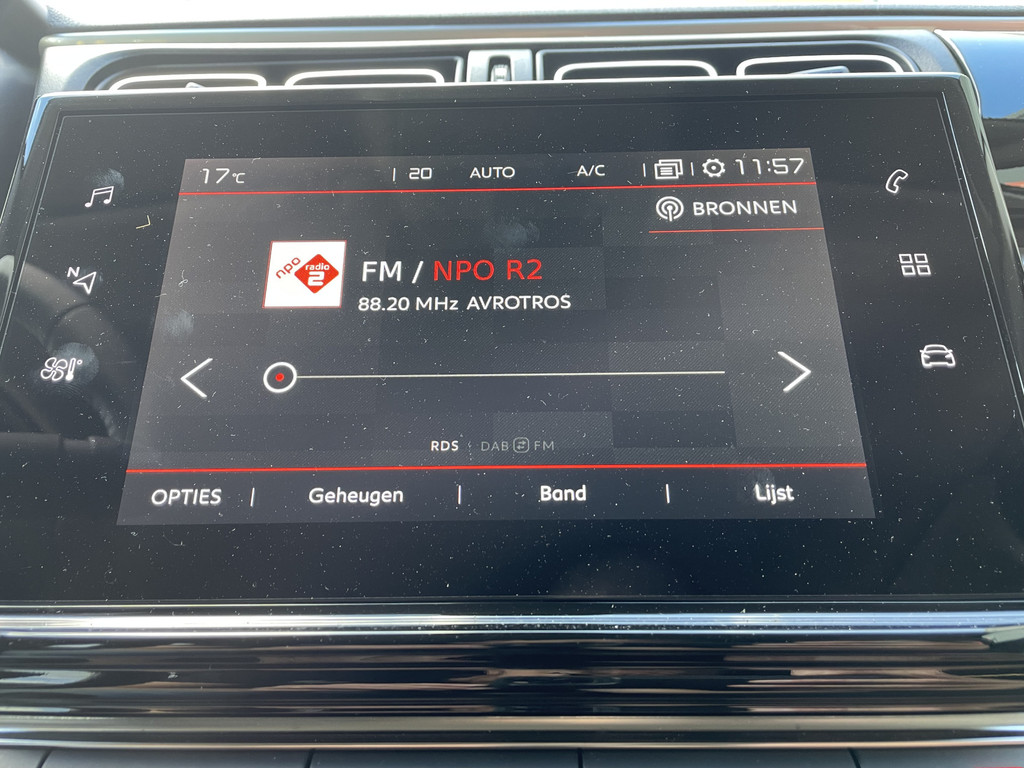 17°C | 20 AUTO A/C | | 11:57
BRONNEN
npo radio 2
FM / NPO R2
88.20 MHz AVROTROS
N
RDS DAB FM
OPTIES | Geheugen | Band | Lijst